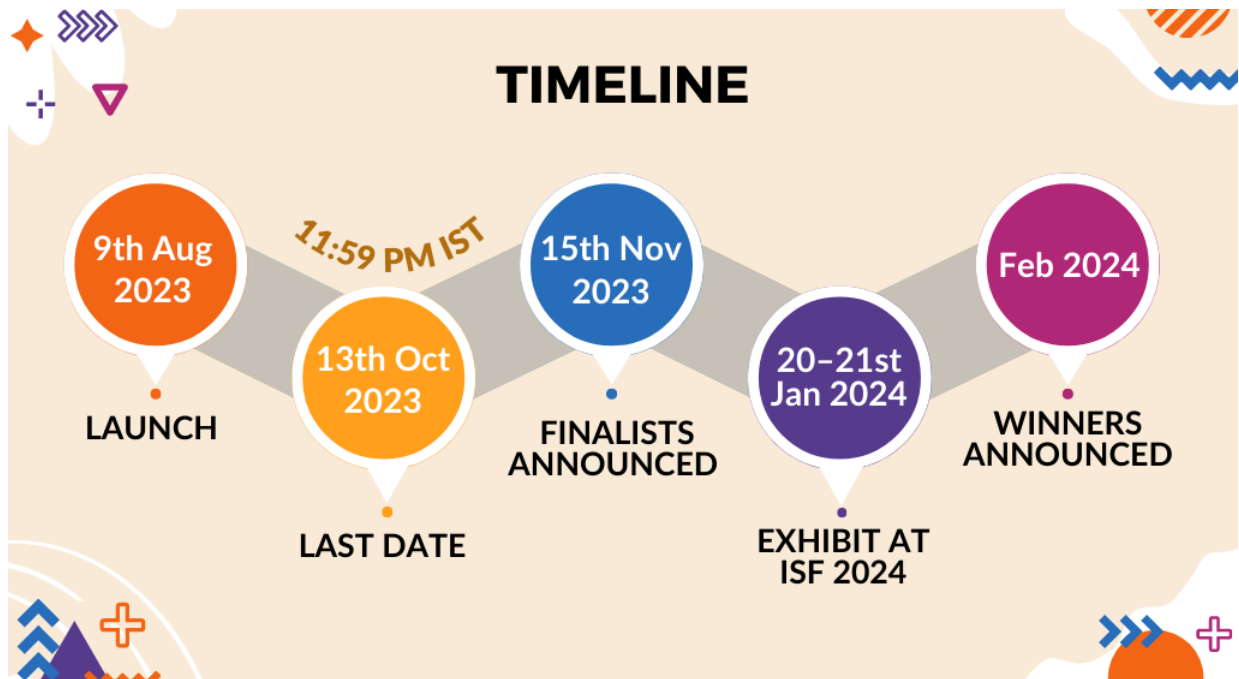 TIMELINE
9th Aug
2023
LAUNCH
11:59 PM IST
13th Oct
2023
LAST DATE
15th Nov
2023
FINALISTS
ANNOUNCED
20–21st
Jan 2024
EXHIBIT AT
ISF 2024
Feb 2024
WINNERS
ANNOUNCED